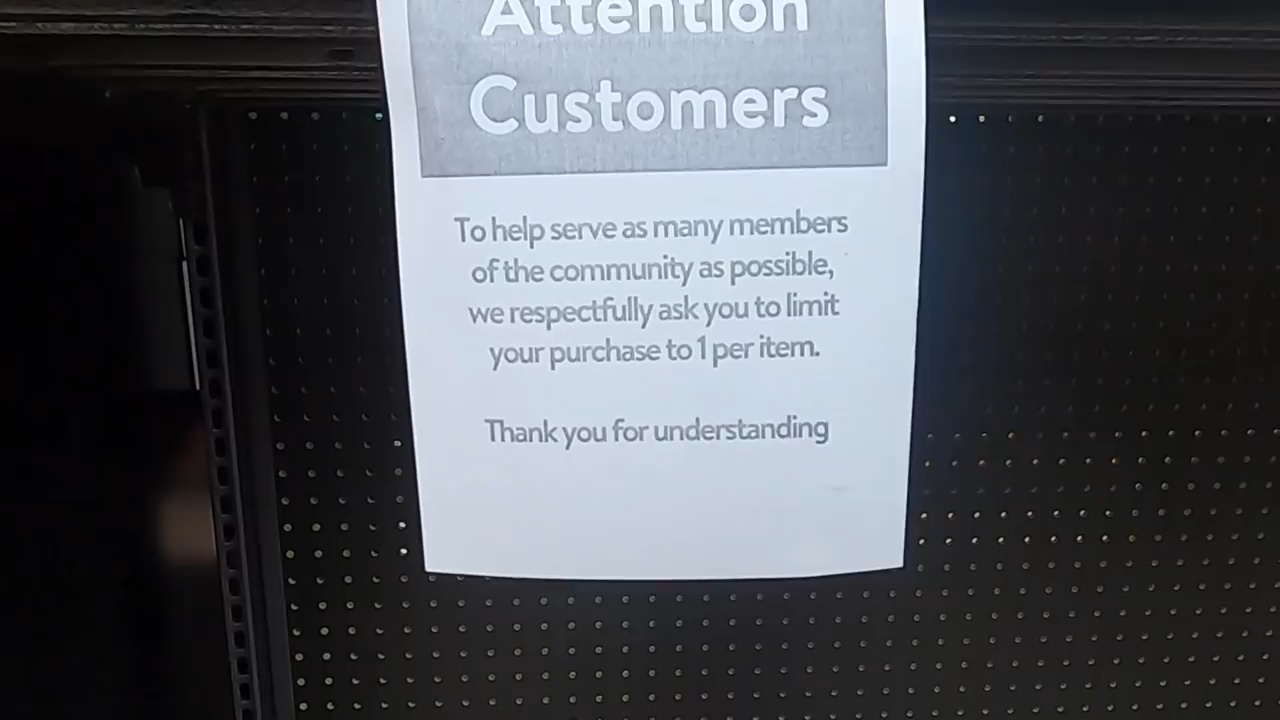 Attention
Customers
To help serve as many members
of the community as possible,
we respectfully ask you to limit
your purchase to 1 per item.
Thank you for understanding